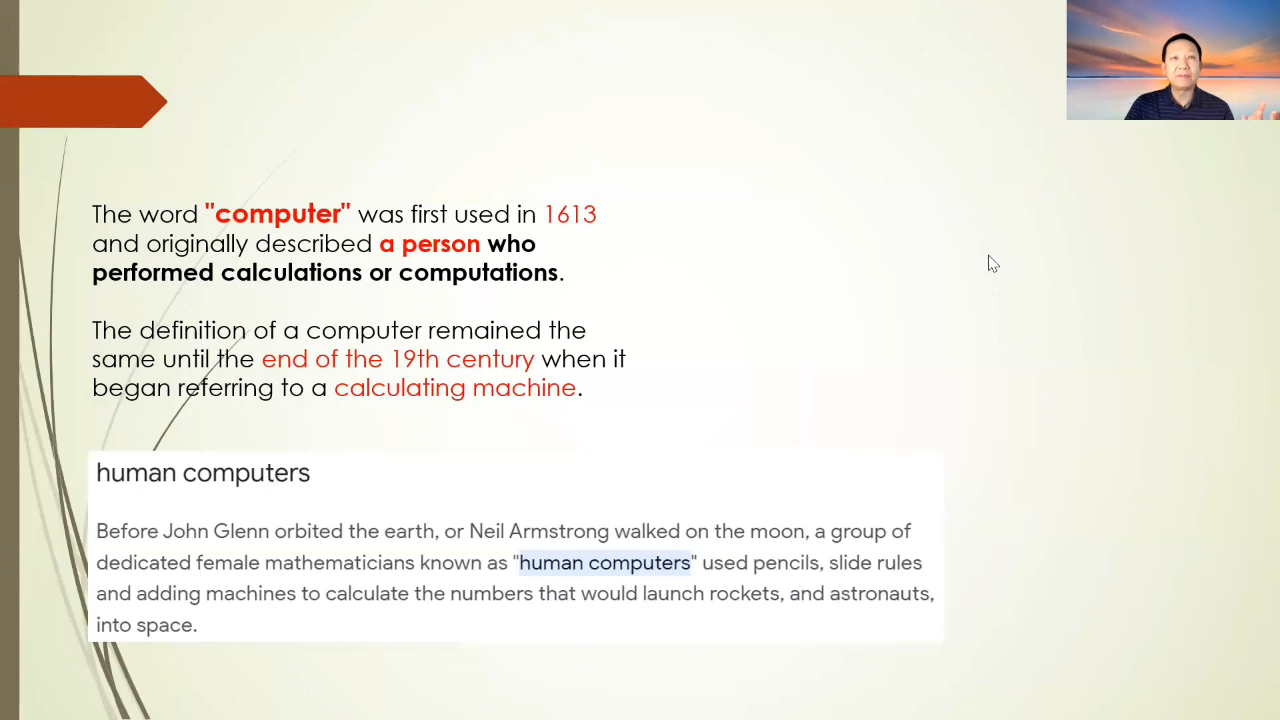 The word "computer" was first used in 1613
and originally described a person who
performed calculations or computations.
The definition of a computer remained the
same until the end of the 19th century when it
began referring to a calculating machine.
human computers
Before John Glenn orbited the earth, or Neil Armstrong walked on the moon, a group of
dedicated female mathematicians known as "human computers" used pencils, slide rules
and adding machines to calculate the numbers that would launch rockets, and astronauts,
into space.